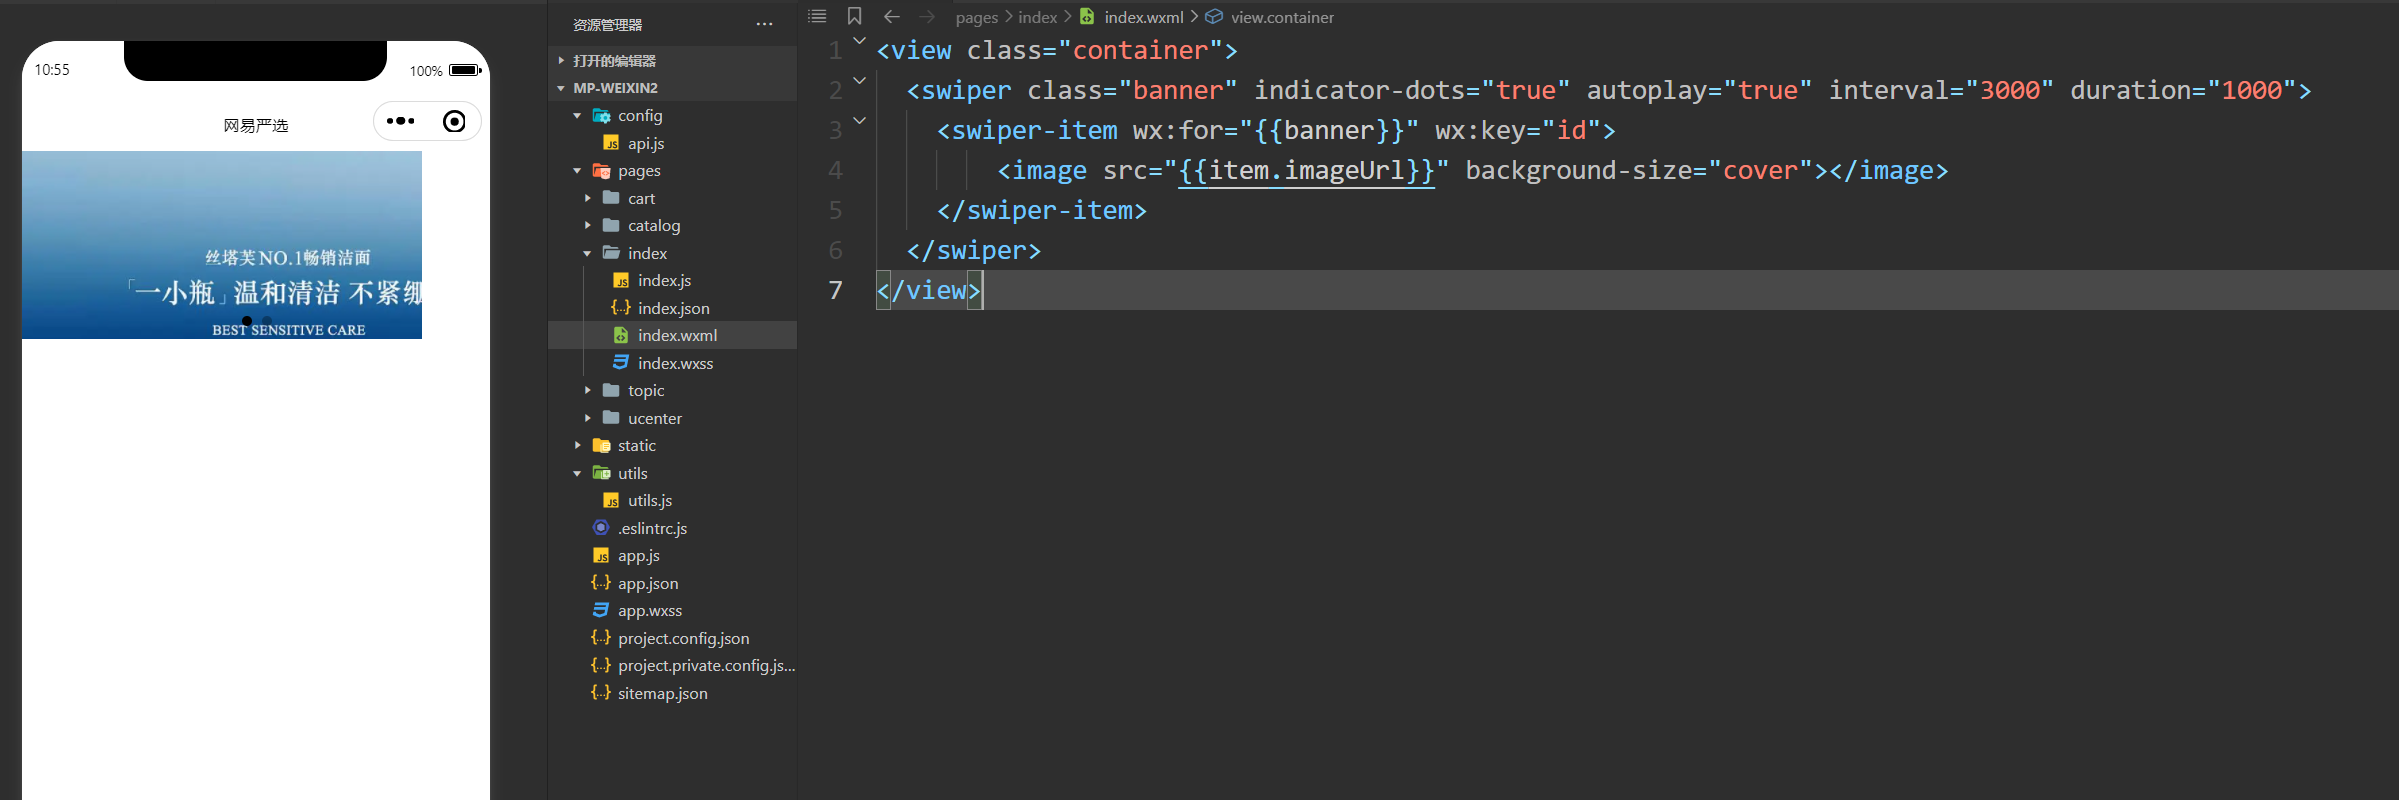 10:55
100%
网易严选
丝塔芙NO.1畅销洁面
「一小瓶」温和清洁 不紧绷
BEST SENSITIVE CARE
资源管理器
打开的编辑器
MP-WEIXIN2
config
api.js
pages
cart
catalog
index
index.js
index.json
index.wxml
index.wxss
topic
ucenter
static
utils
utils.js
.eslintrc.js
app.js
app.json
app.wxss
project.config.json
project.private.config.js...
sitemap.json
pages > index > index.wxml > view.container
1 <view class="container">
2 <swiper class="banner" indicator-dots="true" autoplay="true" interval="3000" duration="1000">
3 <swiper-item wx:for="{{banner}}" wx:key="id">
4 <image src="{{item.imageUrl}}" background-size="cover"></image>
5 </swiper-item>
6 </swiper>
7 </view>